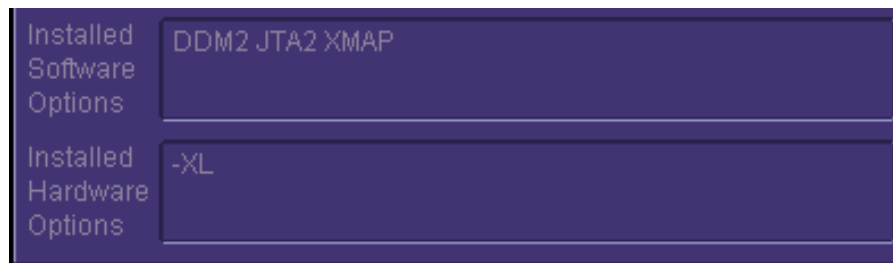 Installed
Software
Options
DDM2 JTA2 XMAP
Installed
Hardware
Options
-XL